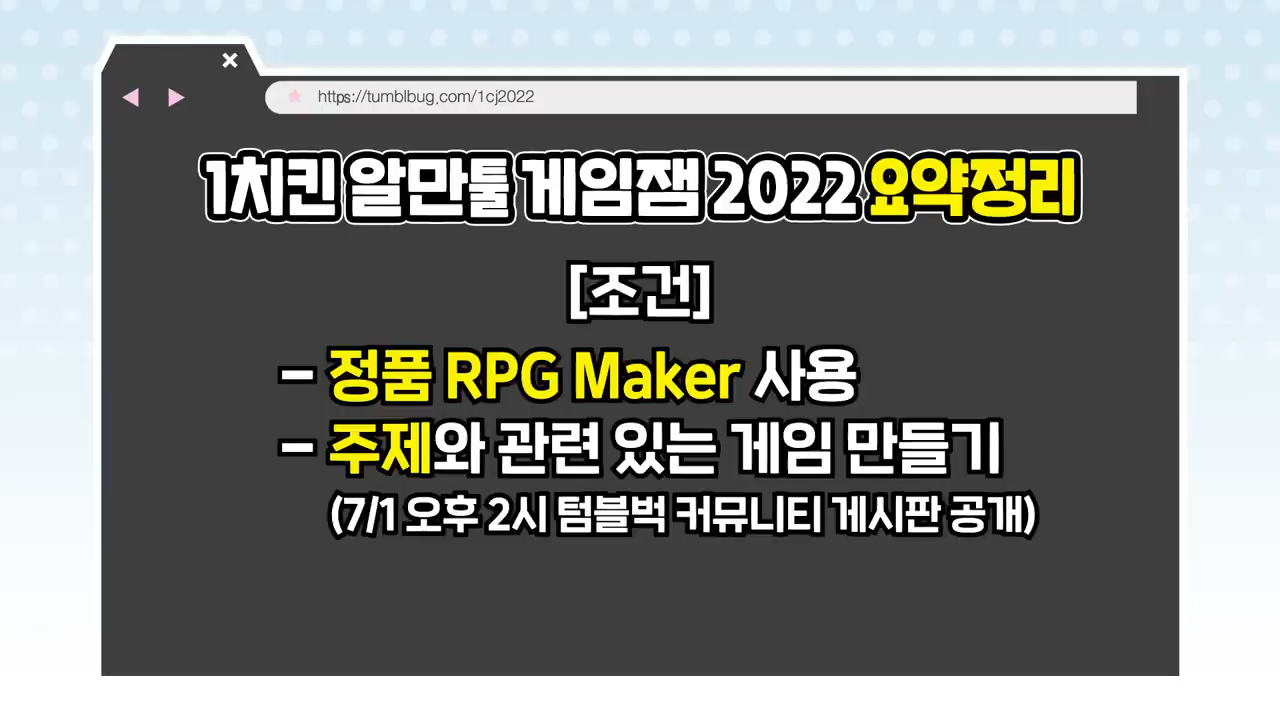 https://tumblbug.com/1cj2022
1치킨 알만툴 게임잼 2022 요약정리
[조건]
- 정품 RPG Maker 사용
- 주제와 관련 있는 게임 만들기
(7/1 오후 2시 텀블벅 커뮤니티 게시판 공개)